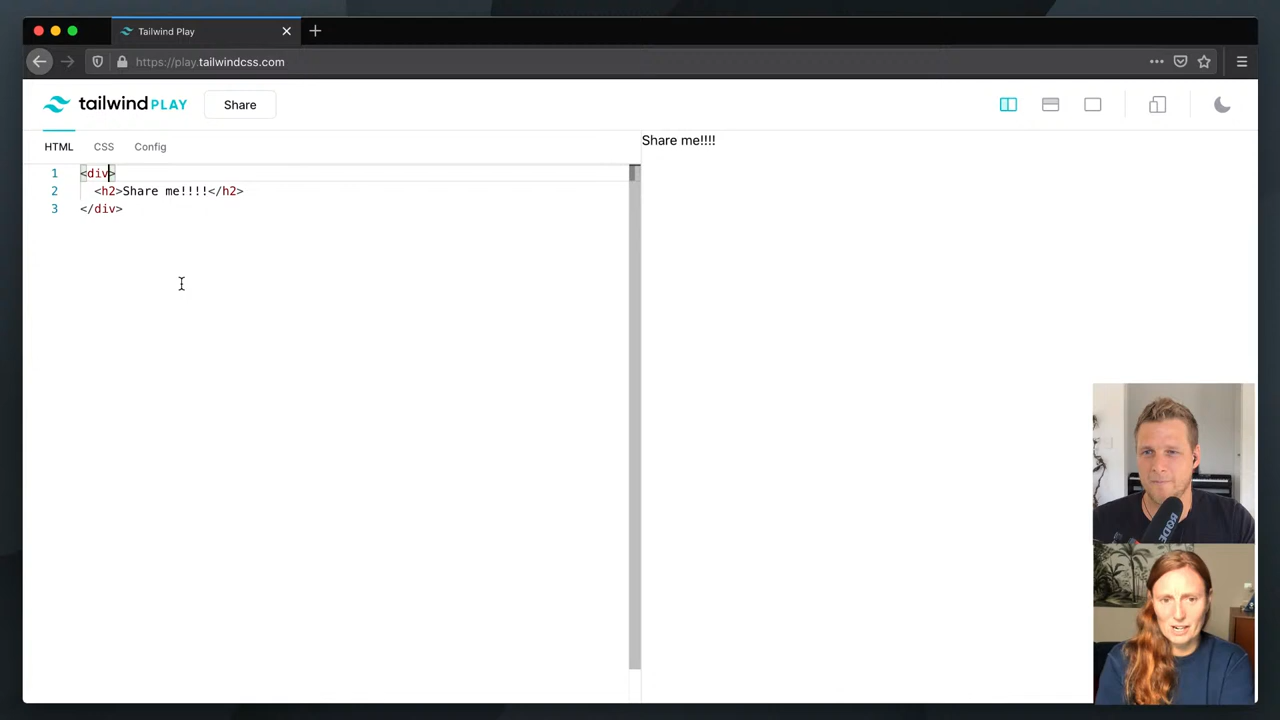 Tailwind Play
https://play.tailwindcss.com
tailwind PLAY
Share
HTML
CSS
Config
Share me!!!!
1 <div>
2 <h2>Share me!!!!</h2>
3 </div>
RODE